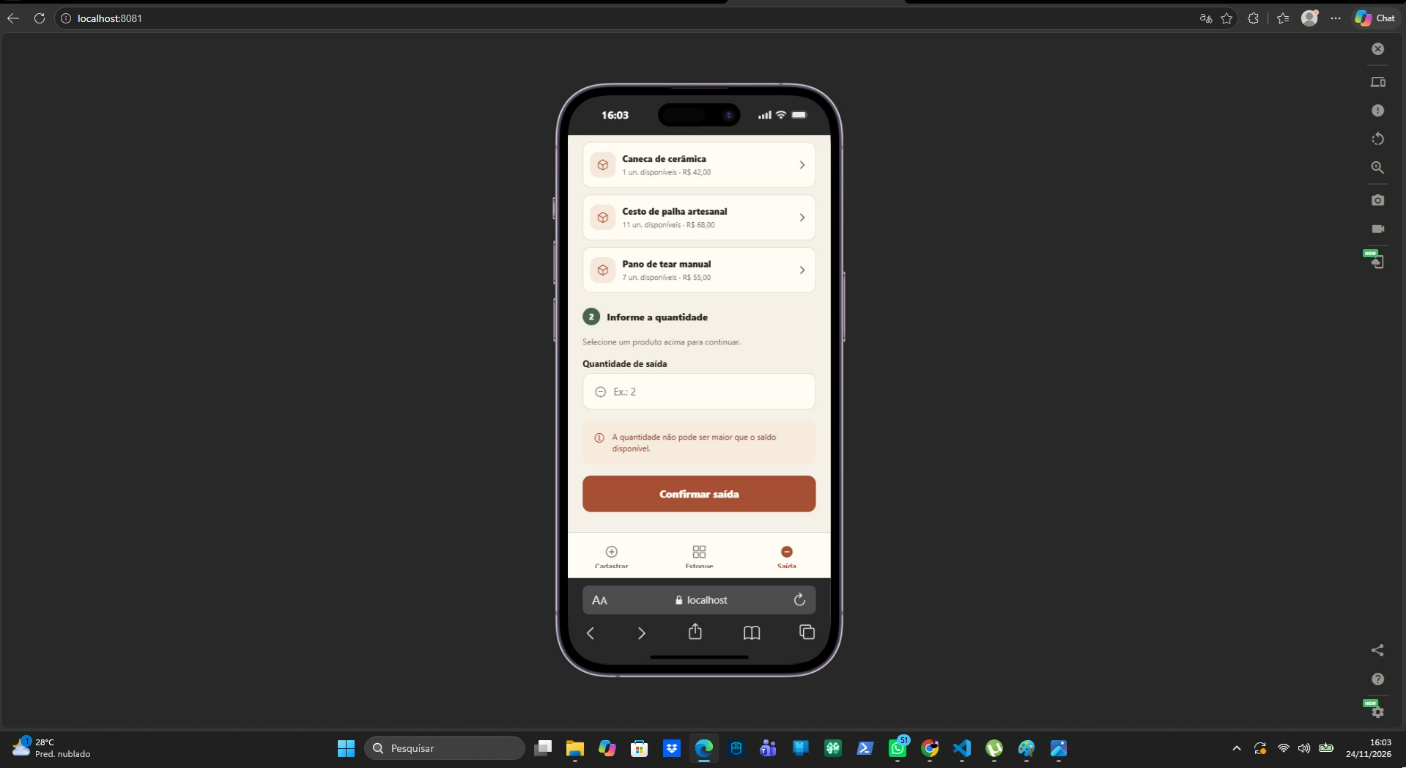 localhost:8081
Chat
16:03
Caneca de cerâmica
1 un. disponíveis · R$ 42,00
Cesto de palha artesanal
11 un. disponíveis · R$ 68,00
Pano de tear manual
7 un. disponíveis · R$ 55,00
2 Informe a quantidade
Selecione um produto acima para continuar.
Quantidade de saída
Ex.: 2
A quantidade não pode ser maior que o saldo
disponível.
Confirmar saída
Cadastrar Estoque Saída
AA localhost
NEW
NEW
1 28°C
Pred. nublado
Pesquisar
51
16:03
24/11/2026